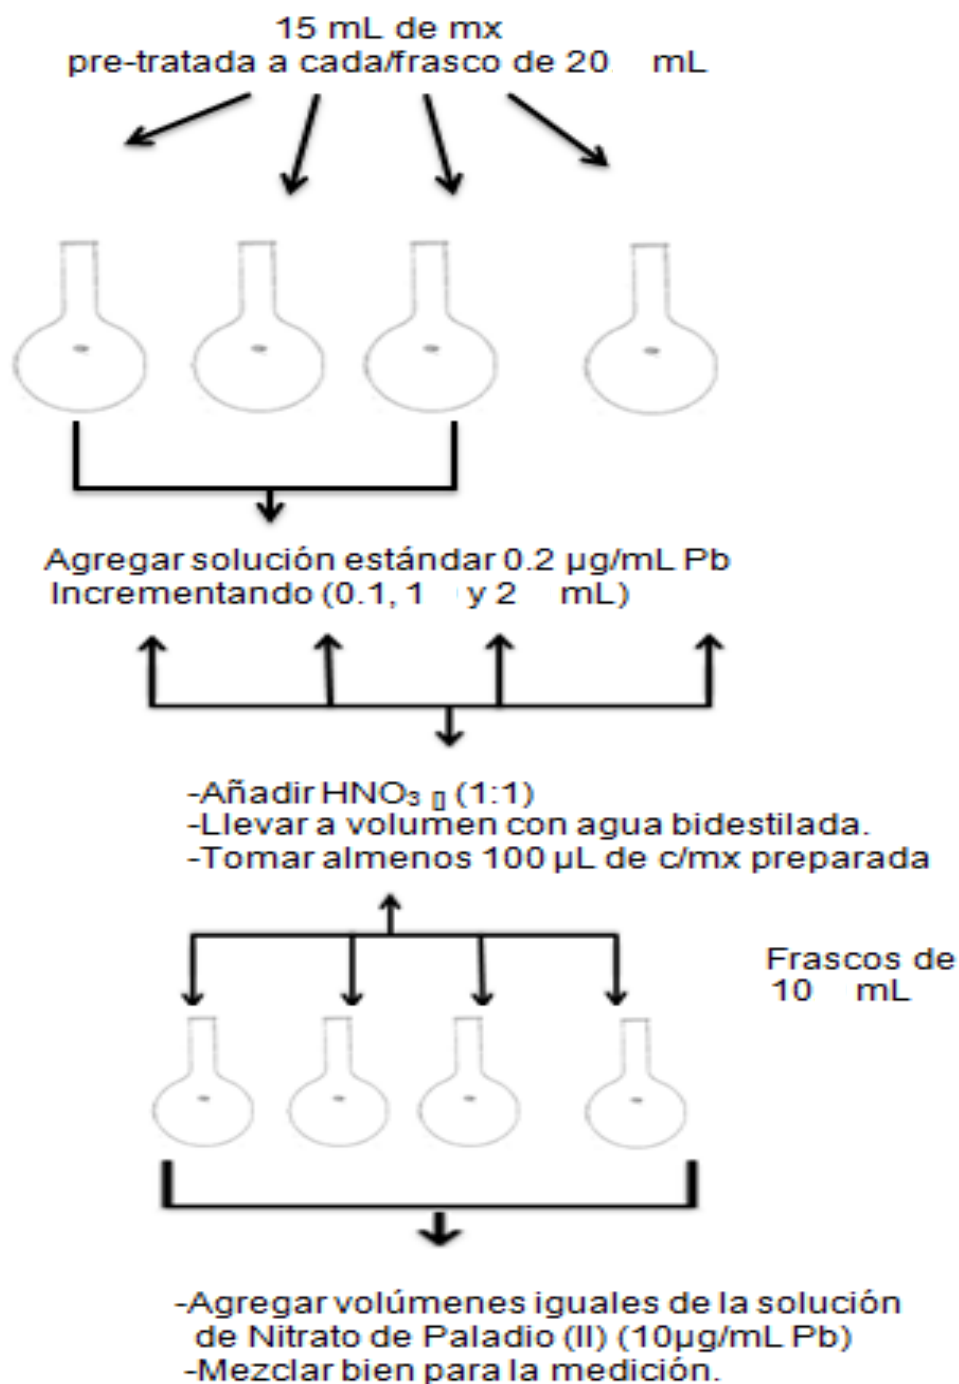 15 mL de mx
pre-tratada a cada/frasco de 20 mL
Agregar solución estándar 0.2 µg/mL Pb
Incrementando (0.1, 1 y 2 mL)
-Añadir HNO₃ ▯ (1:1)
-Llevar a volumen con agua bidestilada.
-Tomar almenos 100 µL de c/mx preparada
Frascos de
10 mL
-Agregar volúmenes iguales de la solución
de Nitrato de Paladio (II) (10µg/mL Pb)
-Mezclar bien para la medición.